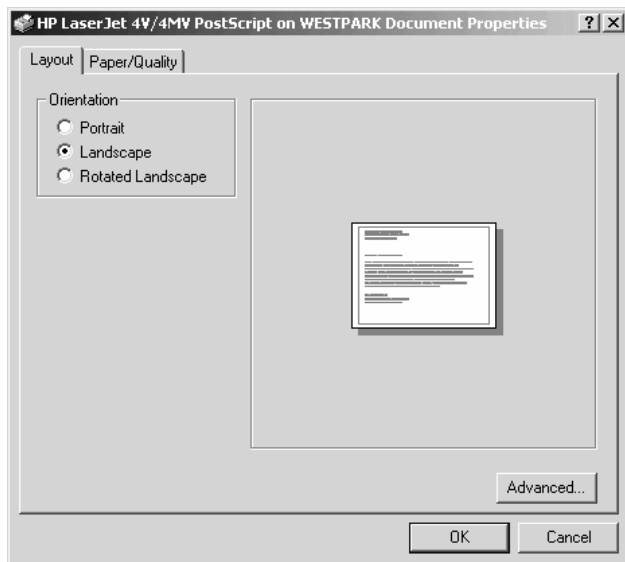 HP LaserJet 4V/4MV PostScript on WESTPARK Document Properties
Layout
Paper/Quality
Orientation
Portrait
Landscape
Rotated Landscape
Advanced...
OK
Cancel